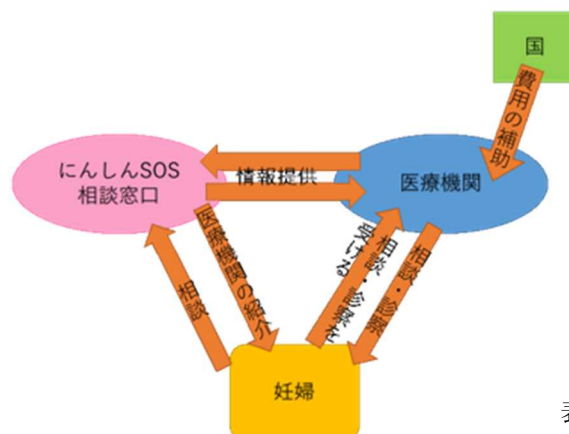 国
費用の補助
にんしんSOS
相談窓口
情報提供
医療機関
相談
医療機関の紹介
相談・診察を
受ける
相談・診察
妊婦